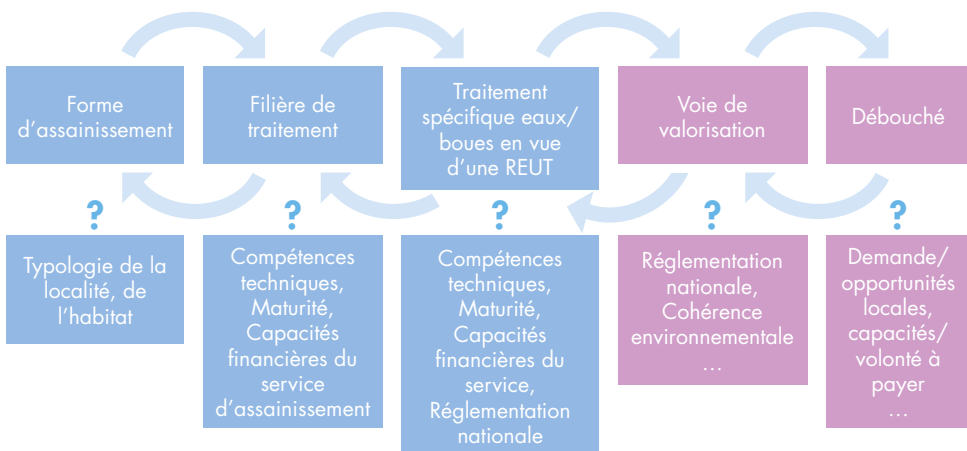 Forme
d'assainissement
Filière de
traitement
Traitement
spécifique eaux/
boues en vue
d'une REUT
Voie de
valorisation
Débouché
?
?
?
?
?
Typologie de la
localité, de
l'habitat
Compétences
techniques,
Maturité,
Capacités
financières du
service
d'assainissement
Compétences
techniques,
Maturité,
Capacités
financières du
service,
Réglementation
nationale
Réglementation
nationale,
Cohérence
environnementale
…
Demande/
opportunités
locales,
capacités/
volonté à
payer
…